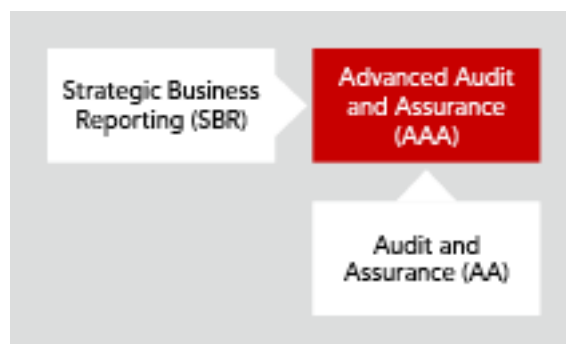 Strategic Business
Reporting (SBR)
Advanced Audit
and Assurance
(AAA)
Audit and
Assurance (AA)